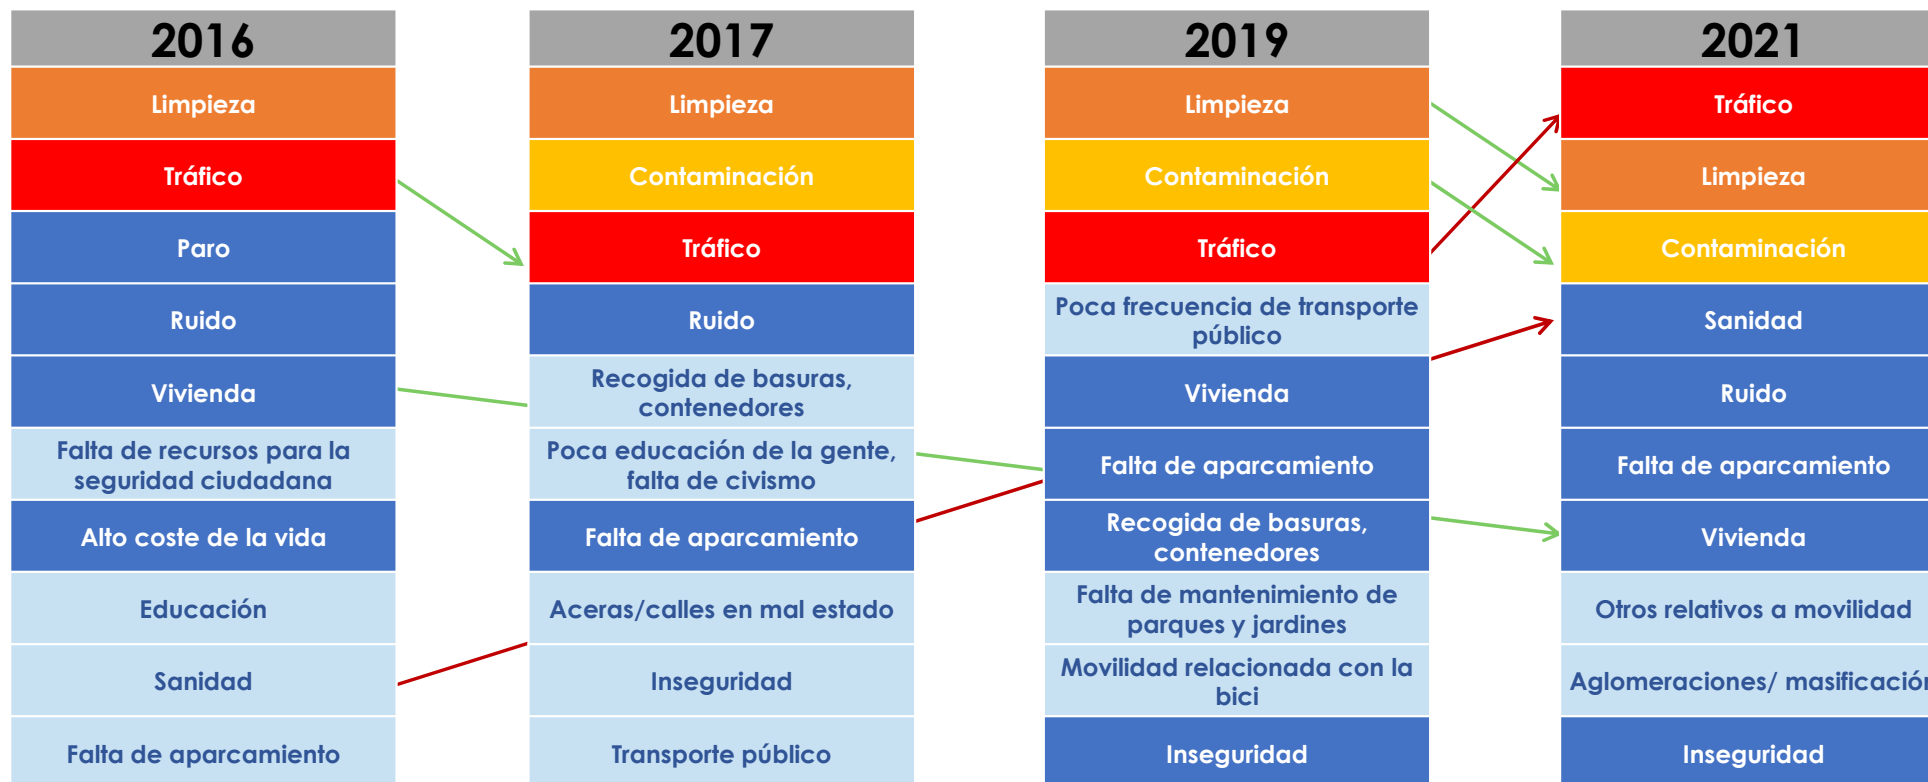 2016
Limpieza
Tráfico
Paro
Ruido
Vivienda
Falta de recursos para la
seguridad ciudadana
Alto coste de la vida
Educación
Sanidad
Falta de aparcamiento
2017
Limpieza
Contaminación
Tráfico
Ruido
Recogida de basuras,
contenedores
Poca educación de la gente,
falta de civismo
Falta de aparcamiento
Aceras/calles en mal estado
Inseguridad
Transporte público
2019
Limpieza
Contaminación
Tráfico
Poca frecuencia de transporte
público
Vivienda
Falta de aparcamiento
Recogida de basuras,
contenedores
Falta de mantenimiento de
parques y jardines
Movilidad relacionada con la
bici
Inseguridad
2021
Tráfico
Limpieza
Contaminación
Sanidad
Ruido
Falta de aparcamiento
Vivienda
Otros relativos a movilidad
Aglomeraciones/ masificación
Inseguridad